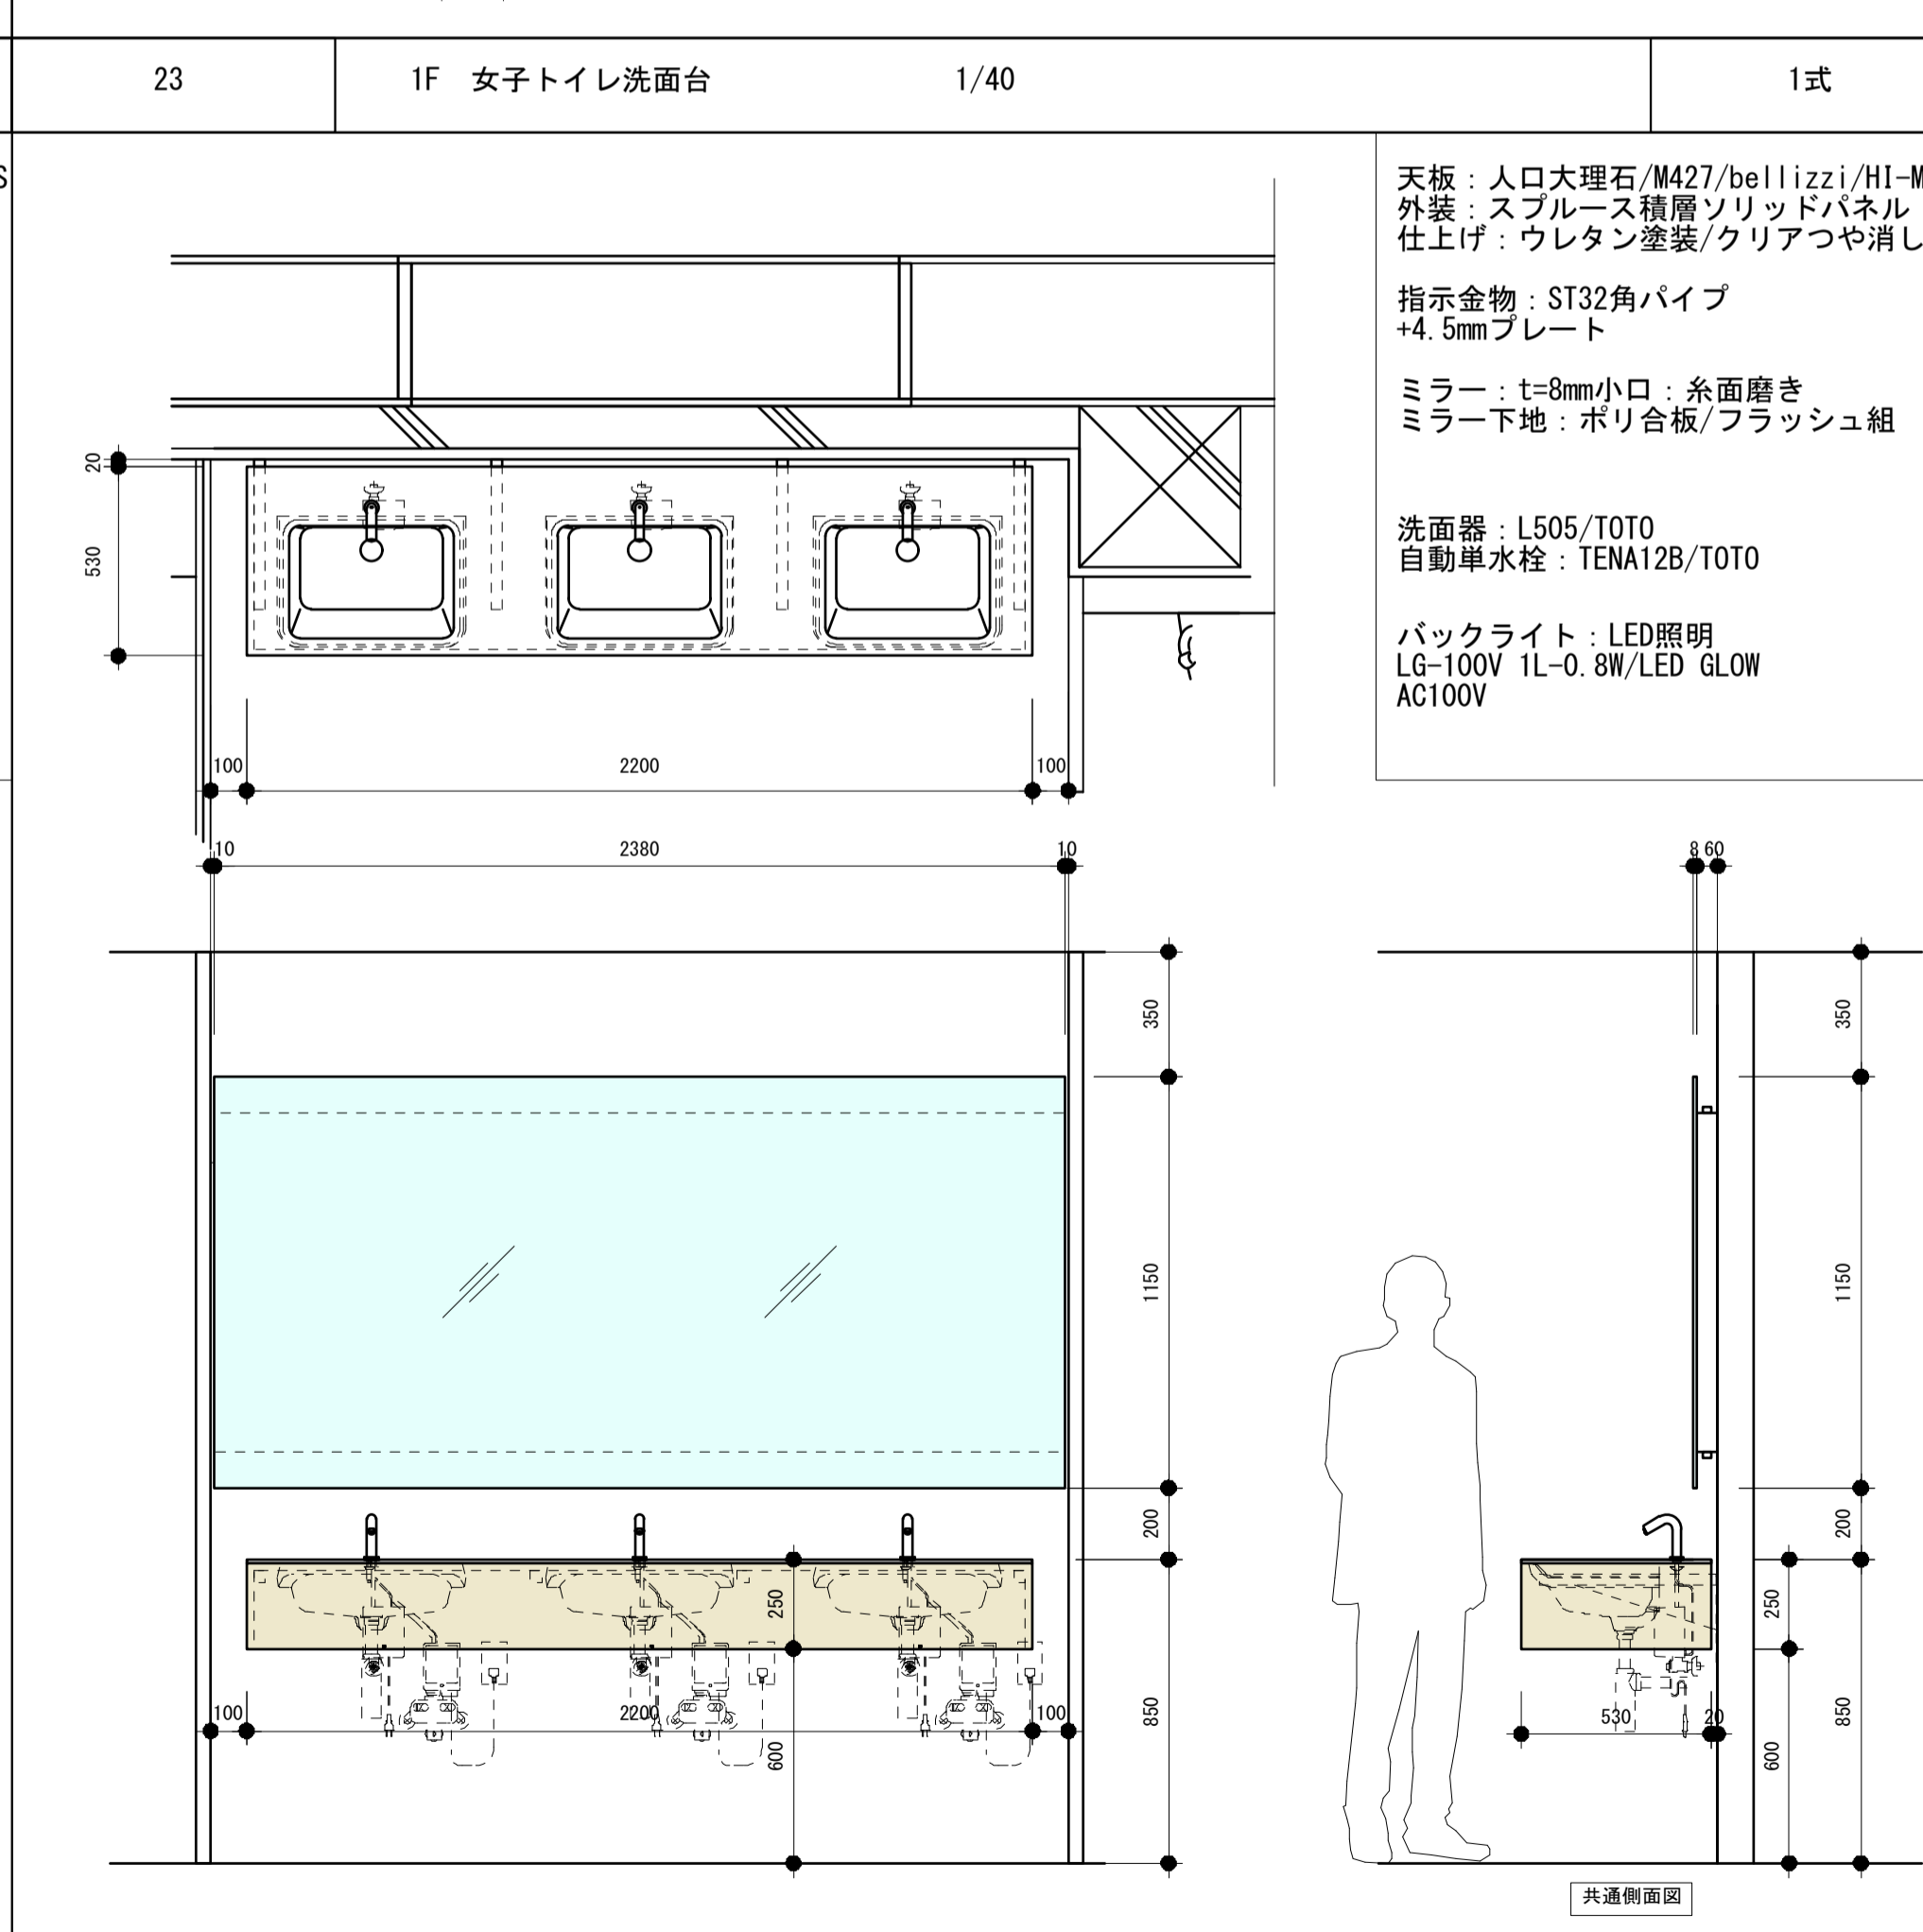 23
1F 女子トイレ洗面台
1/40
1式
S
天板：人口大理石/M427/bellizzi/HI-M
外装：スプルース積層ソリッドパネル
仕上げ：ウレタン塗装/クリアつや消し
指示金物：ST32角パイプ
+4.5mmプレート
ミラー：t=8mm小口：糸面磨き
ミラー下地：ポリ合板/フラッシュ組
洗面器：L505/TOTO
自動単水栓：TENA12B/TOTO
バックライト：LED照明
LG-100V 1L-0.8W/LED GLOW
AC100V
20
530
100
2200
100
10
2380
10
8 60
350
1150
200
850
250
600
100
2200
100
350
1150
200
850
250
600
530
20
共通側面図